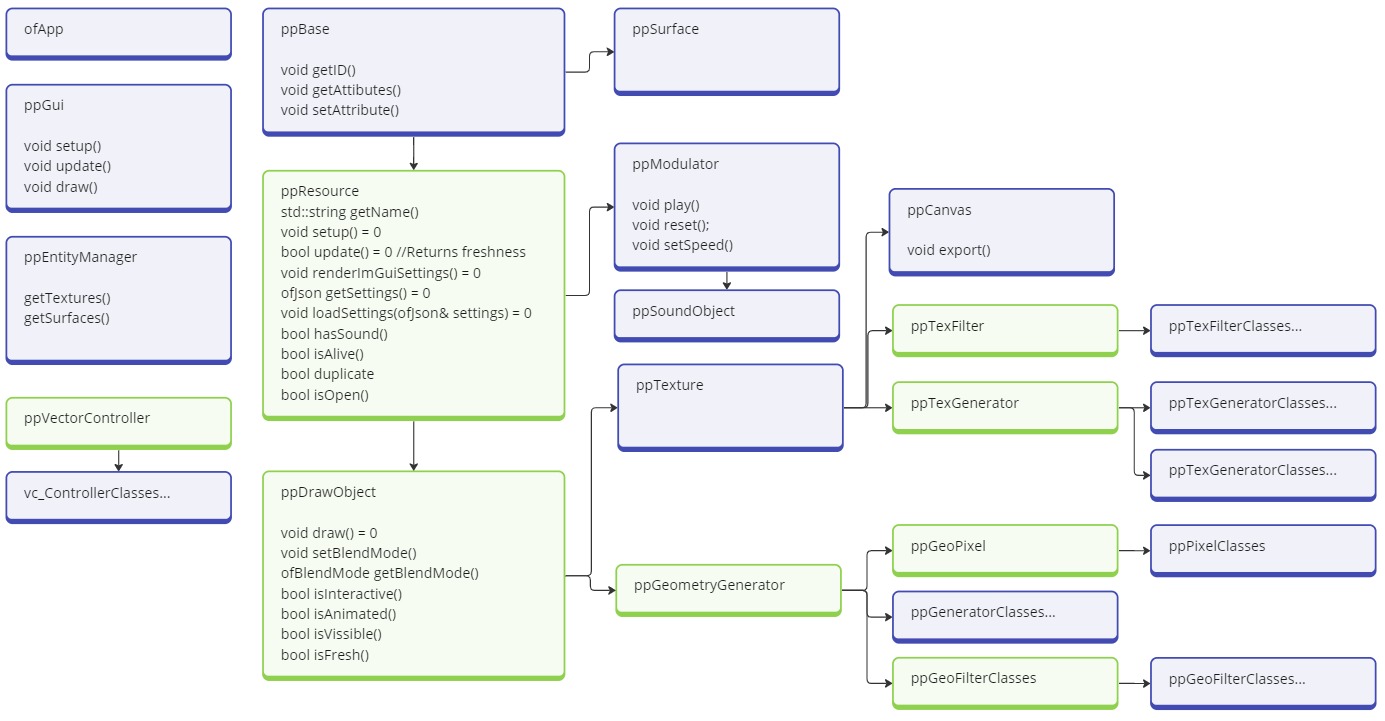 ofApp
ppGui
void setup()
void update()
void draw()
ppEntityManager
getTextures()
getSurfaces()
ppVectorController
vc_ControllerClasses...
ppBase
void getID()
void getAttibutes()
void setAttribute()
ppResource
std::string getName()
void setup() = 0
bool update() = 0 //Returns freshness
void renderImGuiSettings() = 0
ofJson getSettings() = 0
void loadSettings(ofJson& settings) = 0
bool hasSound()
bool isAlive()
bool duplicate
bool isOpen()
ppDrawObject
void draw() = 0
void setBlendMode()
ofBlendMode getBlendMode()
bool isInteractive()
bool isAnimated()
bool isVissible()
bool isFresh()
ppSurface
ppModulator
void play()
void reset();
void setSpeed()
ppSoundObject
ppTexture
ppGeometryGenerator
ppCanvas
void export()
ppTexFilter
ppTexGenerator
ppGeoPixel
ppGeneratorClasses...
ppGeoFilterClasses
ppTexFilterClasses...
ppTexGeneratorClasses...
ppTexGeneratorClasses...
ppPixelClasses
ppGeoFilterClasses...